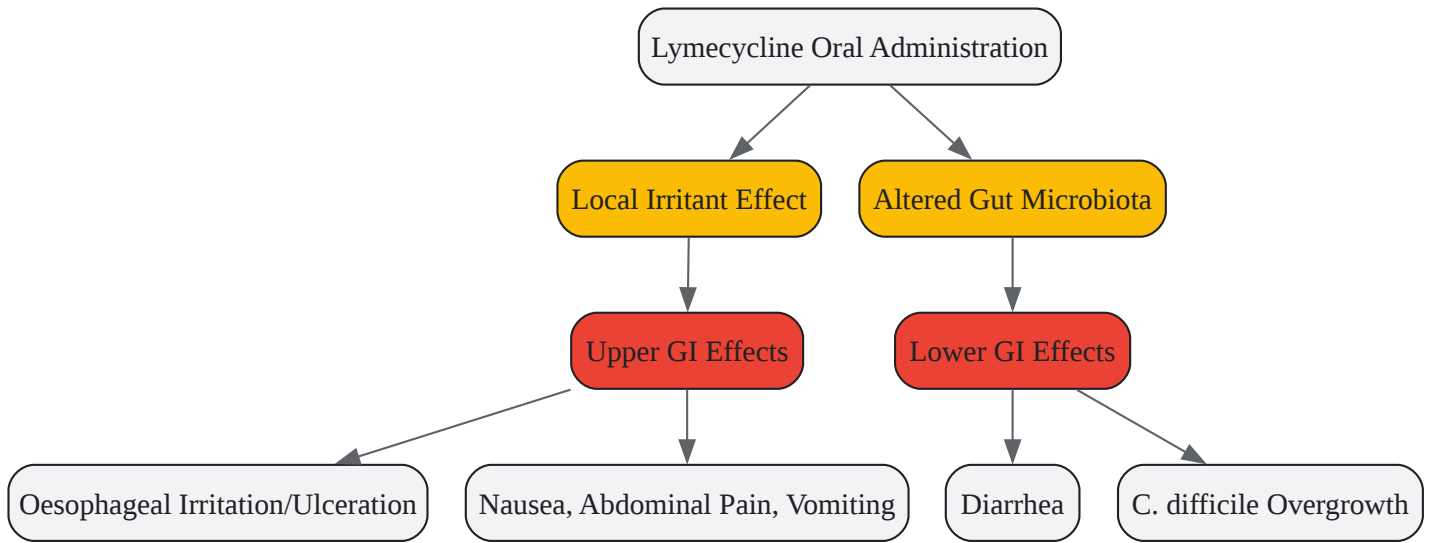 Lymecycline Oral Administration
Local Irritant Effect
Altered Gut Microbiota
Upper GI Effects
Lower GI Effects
Oesophageal Irritation/Ulceration
Nausea, Abdominal Pain, Vomiting
Diarrhea
C. difficile Overgrowth